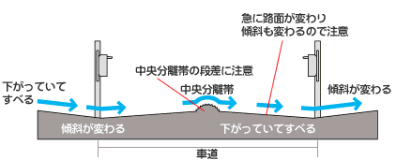 急に路面が変わり
傾斜も変わるので注意
中央分離帯の段差に注意
中央分離帯
下がっていて
すべる
傾斜が変る
傾斜が変わる
下がっていてすべる
車道